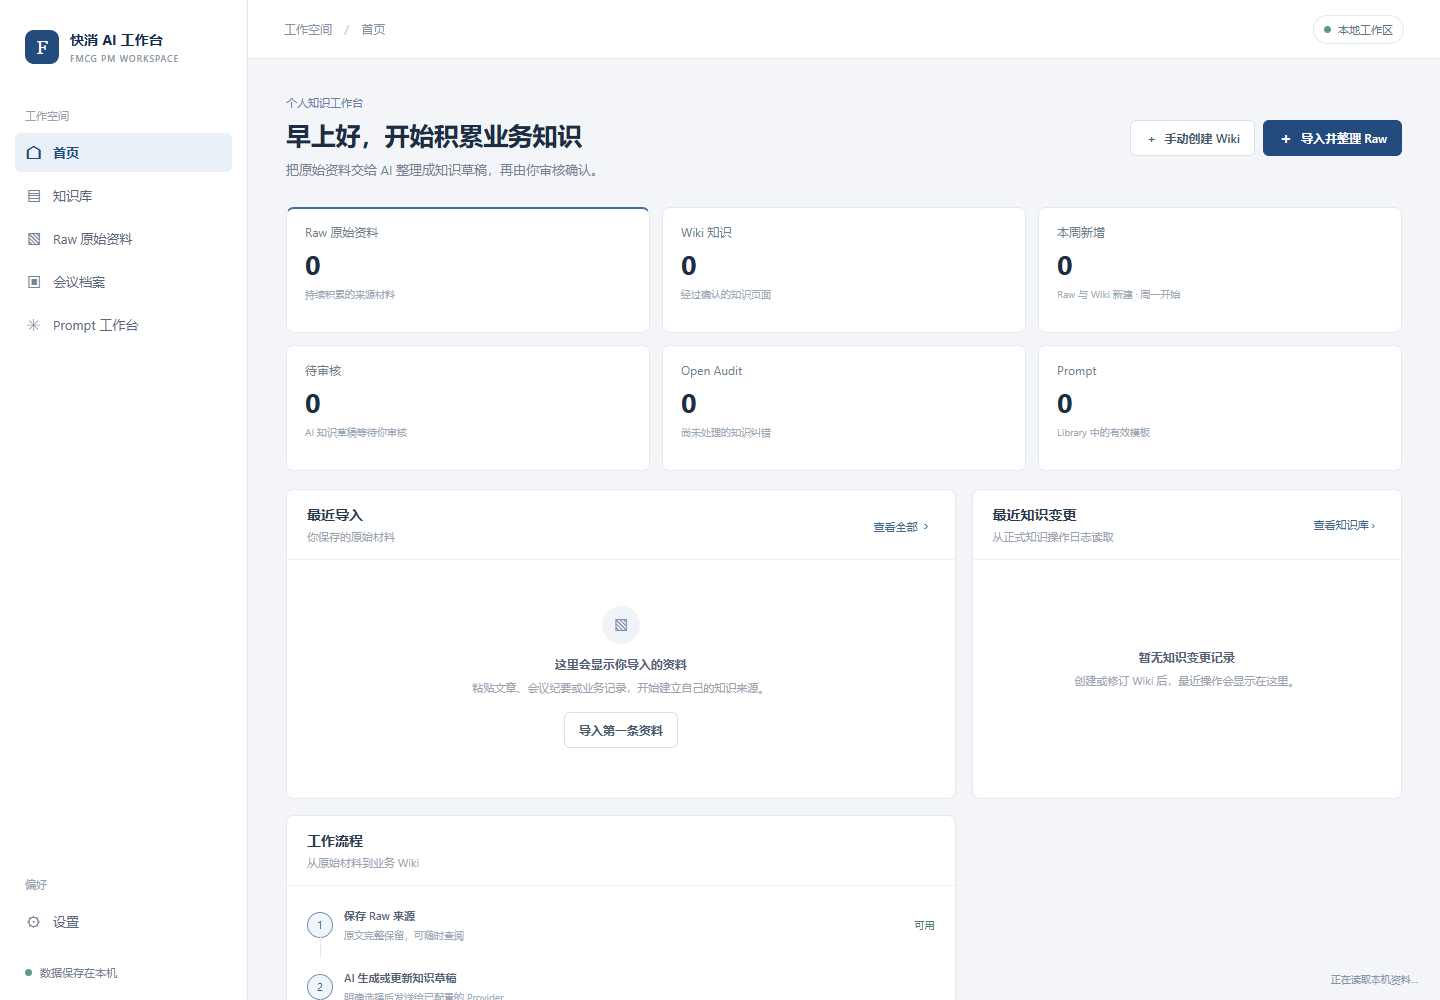 F
快消 AI 工作台
FMCG PM WORKSPACE
工作空间
首页
知识库
Raw 原始资料
会议档案
Prompt 工作台
偏好
设置
数据保存在本机
工作空间 / 首页
本地工作区
个人知识工作台
早上好，开始积累业务知识
把原始资料交给 AI 整理成知识草稿，再由你审核确认。
+ 手动创建 Wiki
+ 导入并整理 Raw
Raw 原始资料
0
持续积累的来源材料
Wiki 知识
0
经过确认的知识页面
本周新增
0
Raw 与 Wiki 新建 · 周一开始
待审核
0
AI 知识草稿等待你审核
Open Audit
0
尚未处理的知识纠错
Prompt
0
Library 中的有效模板
最近导入
你保存的原始材料
查看全部 ›
这里会显示你导入的资料
粘贴文章、会议纪要或业务记录，开始建立自己的知识来源。
导入第一条资料
最近知识变更
从正式知识操作日志读取
查看知识库 ›
暂无知识变更记录
创建或修订 Wiki 后，最近操作会显示在这里。
工作流程
从原始材料到业务 Wiki
1
保存 Raw 来源
原文完整保留，可随时查阅
可用
2
AI 生成或更新知识草稿
明确选择后发送给已配置的 Provider
正在读取本机资料...